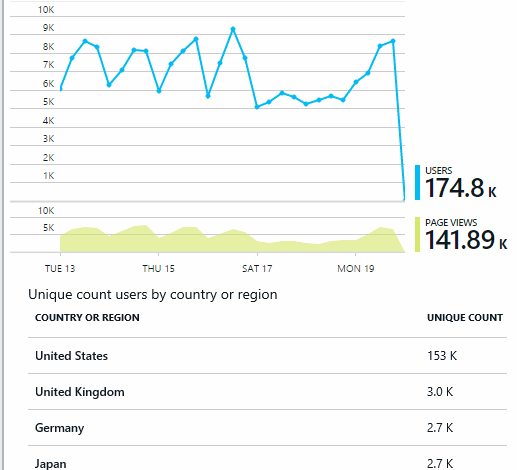 10K
9K
8K
7K
6K
5K
4K
3K
2K
1K
USERS
174.8 K
10K
5K
PAGE VIEWS
141.89 K
TUE 13 THU 15 SAT 17 MON 19
Unique count users by country or region
COUNTRY OR REGION UNIQUE COUNT
United States 153 K
United Kingdom 3.0 K
Germany 2.7 K
Japan 2.7 K